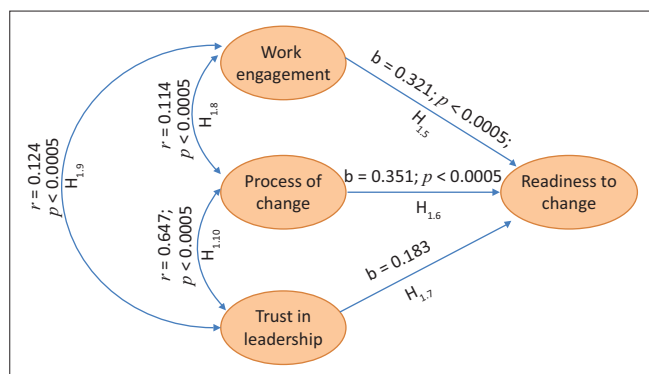 Work
engagement
b = 0.321; p < 0.0005;
H1.5
r = 0.114
p < 0.0005
H1.8
r = 0.124
p < 0.0005
H1.9
Process of
change
b = 0.351; p < 0.0005
H1.6
Readiness to
change
r = 0.647;
p < 0.0005
H1.10
b = 0.183
H1.7
Trust in
leadership